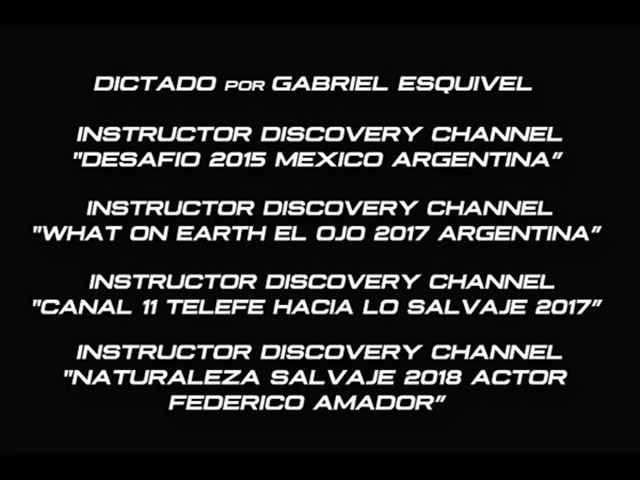 DICTADO POR GABRIEL ESQUIVEL
INSTRUCTOR DISCOVERY CHANNEL
"DESAFIO 2015 MEXICO ARGENTINA"
INSTRUCTOR DISCOVERY CHANNEL
"WHAT ON EARTH EL OJO 2017 ARGENTINA"
INSTRUCTOR DISCOVERY CHANNEL
"CANAL 11 TELEFE HACIA LO SALVAJE 2017"
INSTRUCTOR DISCOVERY CHANNEL
"NATURALEZA SALVAJE 2018 ACTOR
FEDERICO AMADOR"